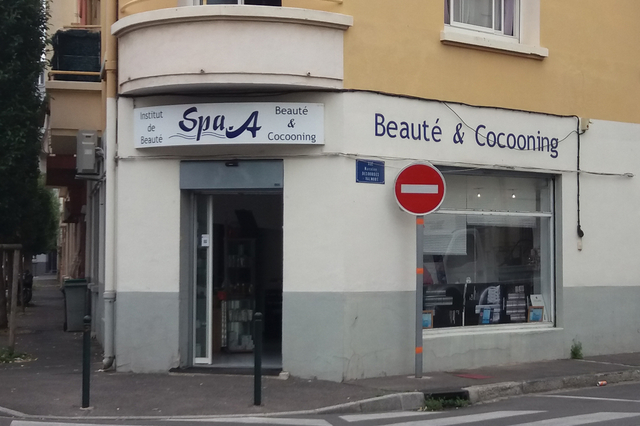 Institut
de
Beauté
Spa.A
Beauté
&
Cocooning
Beauté & Cocooning